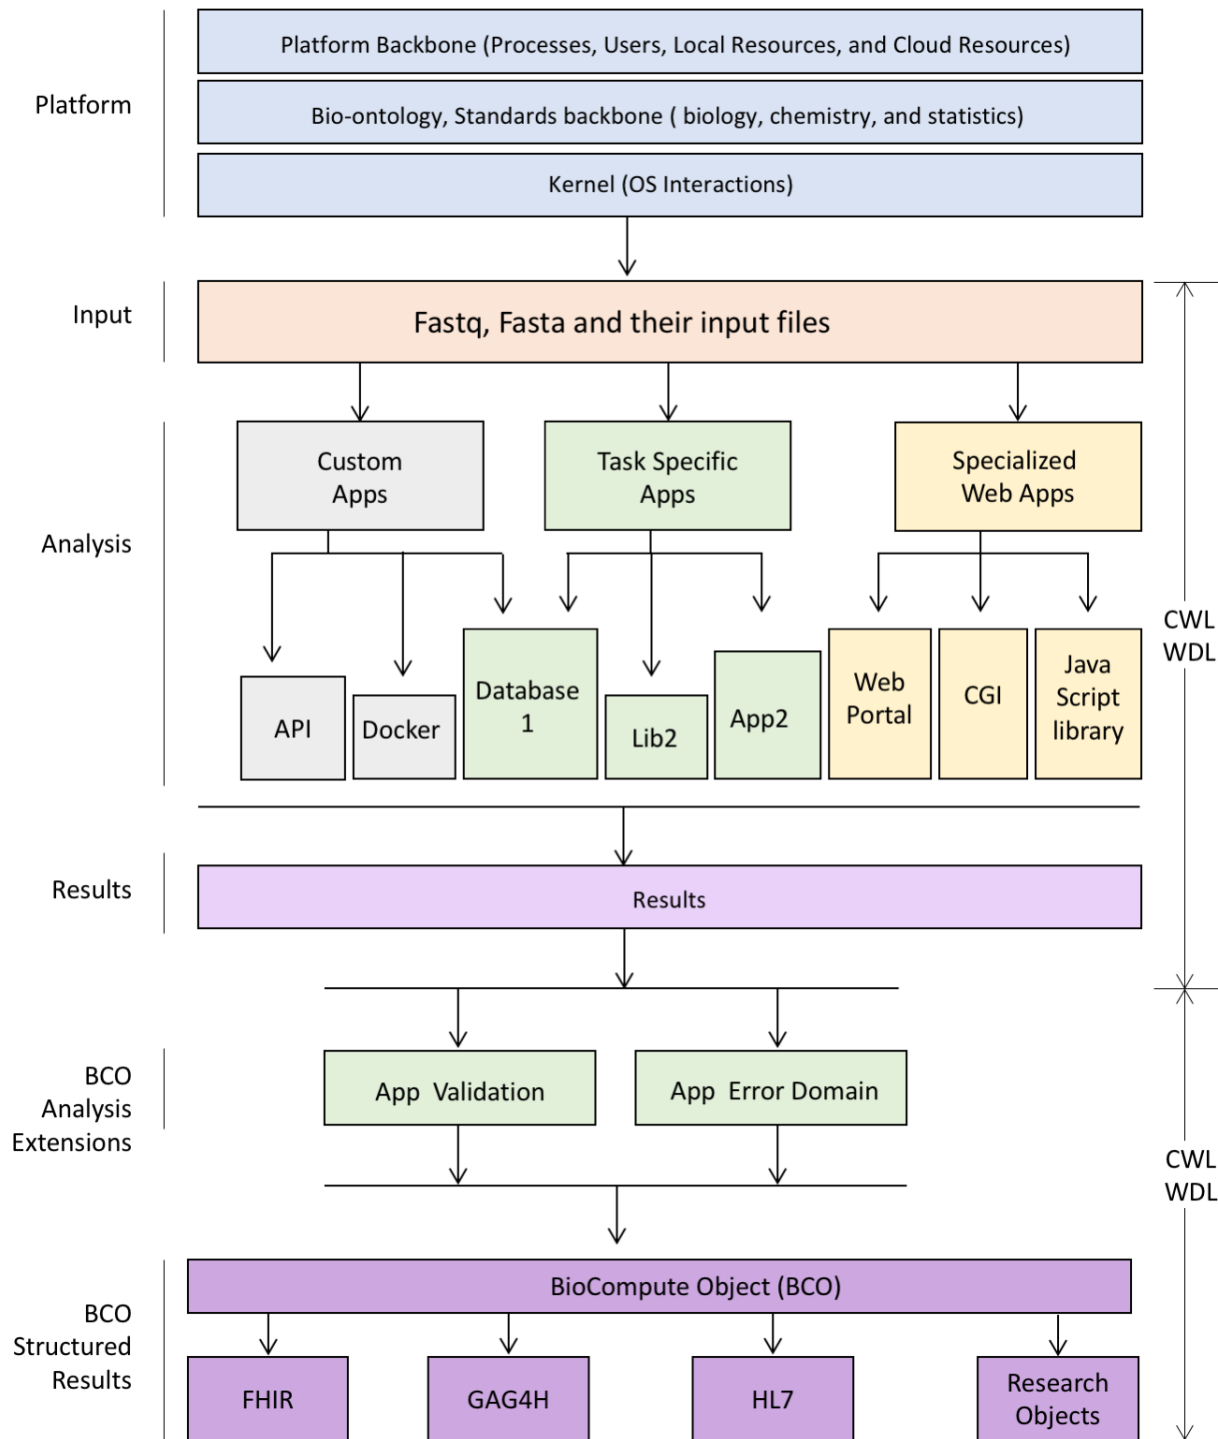 Platform
Platform Backbone (Processes, Users, Local Resources, and Cloud Resources)
Bio-ontology, Standards backbone ( biology, chemistry, and statistics)
Kernel (OS Interactions)
Input
Fastq, Fasta and their input files
Analysis
Custom
Apps
Task Specific
Apps
Specialized
Web Apps
API
Docker
Database
1
Lib2
App2
Web
Portal
CGI
Java
Script
library
CWL
WDL
Results
Results
BCO
Analysis
Extensions
App Validation
App Error Domain
CWL
WDL
BCO
Structured
Results
BioCompute Object (BCO)
FHIR
GAG4H
HL7
Research
Objects